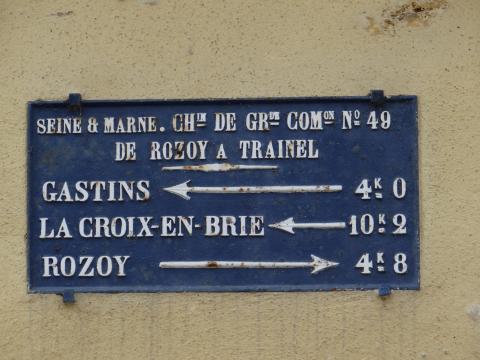 SEINE & MARNE. CHIN DE GRDE COMON NO 49
DE ROZOY A TRAINEL
GASTINS 4K 0
LA CROIX-EN-BRIE 10K 2
ROZOY 4K 8